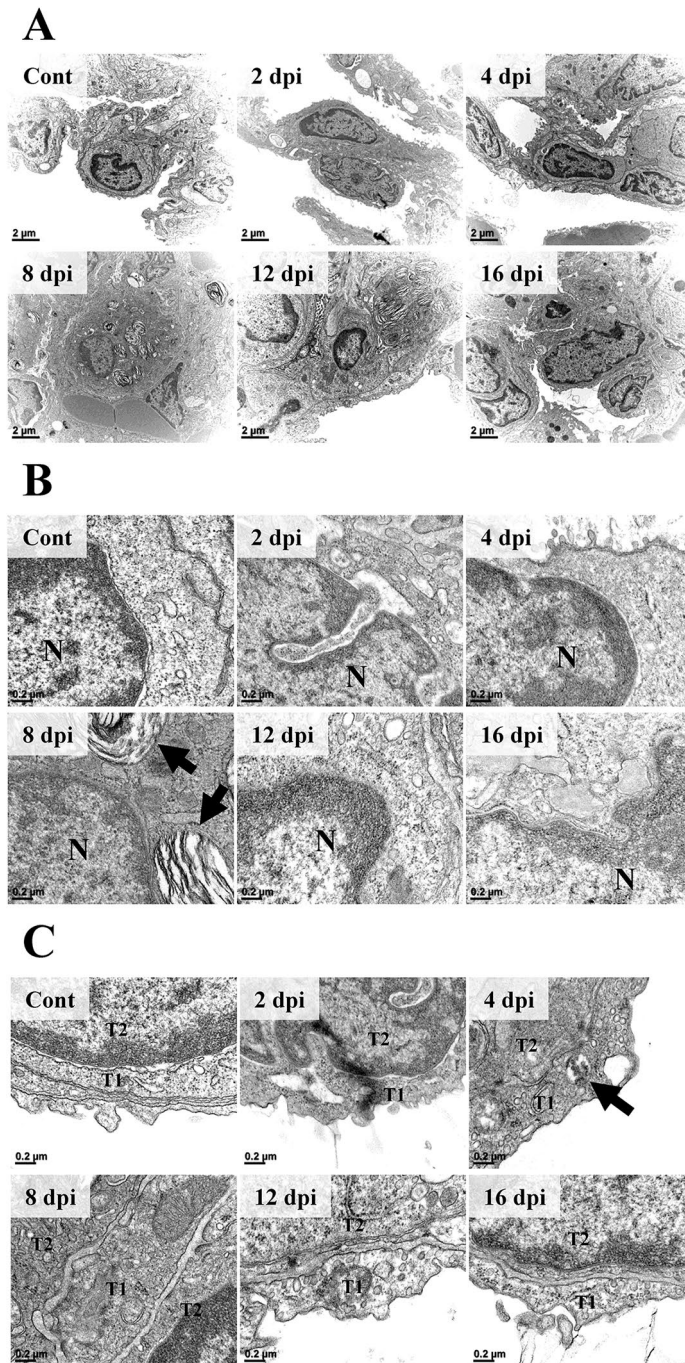 A
Cont 2 dpi 4 dpi
2 µm 2 µm 2 µm
8 dpi 12 dpi 16 dpi
2 µm 2 µm 2 µm
B
Cont 2 dpi 4 dpi
N N N
0.2 µm 0.2 µm 0.2 µm
8 dpi 12 dpi 16 dpi
N N N
0.2 µm 0.2 µm 0.2 µm
C
Cont 2 dpi 4 dpi
T2 T2 T2
T1 T1 T1
0.2 µm 0.2 µm 0.2 µm
8 dpi 12 dpi 16 dpi
T2 T2 T2
T1 T1 T1
T2
0.2 µm 0.2 µm 0.2 µm